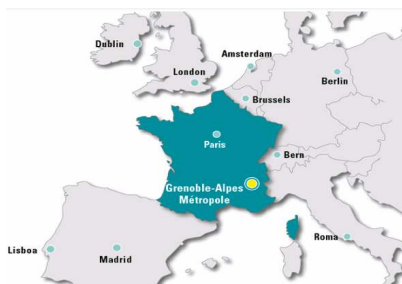 Dublin
Amsterdam
London
Berlin
Brussels
Paris
Bern
Grenoble-Alpes
Métropole
Roma
Lisboa
Madrid